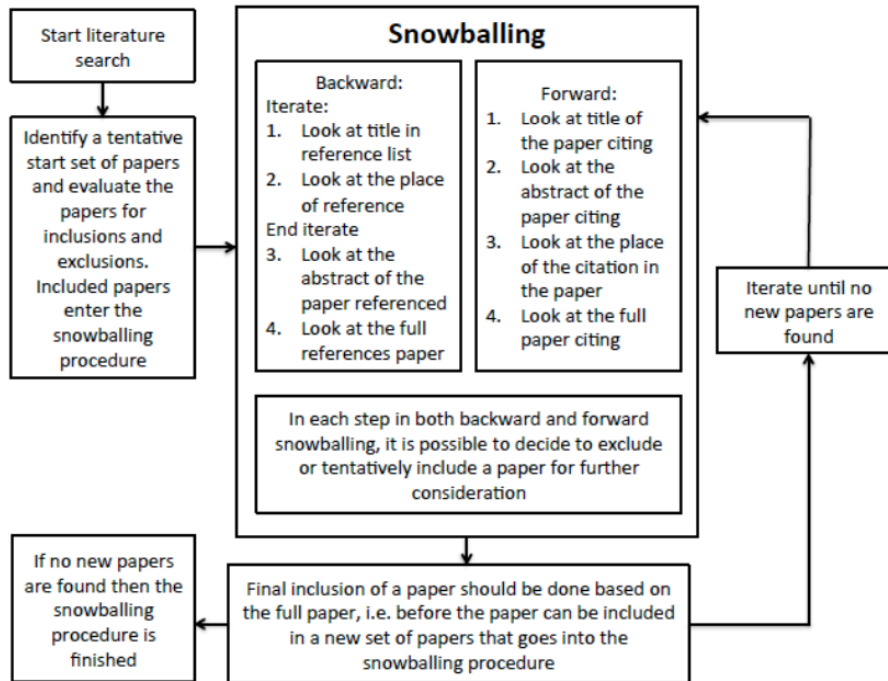 Start literature
search
Identify a tentative
start set of papers
and evaluate the
papers for
inclusions and
exclusions.
Included papers
enter the
snowballing
procedure
Snowballing
Backward:
Iterate:
1. Look at title in
reference list
2. Look at the place
of reference
End iterate
3. Look at the
abstract of the
paper referenced
4. Look at the full
references paper
Forward:
1. Look at title of
the paper citing
2. Look at the
abstract of the
paper citing
3. Look at the place
of the citation in
the paper
4. Look at the full
paper citing
In each step in both backward and forward
snowballing, it is possible to decide to exclude
or tentatively include a paper for further
consideration
Iterate until no
new papers are
found
If no new papers
are found then the
snowballing
procedure is
finished
Final inclusion of a paper should be done based on
the full paper, i.e. before the paper can be included
in a new set of papers that goes into the
snowballing procedure